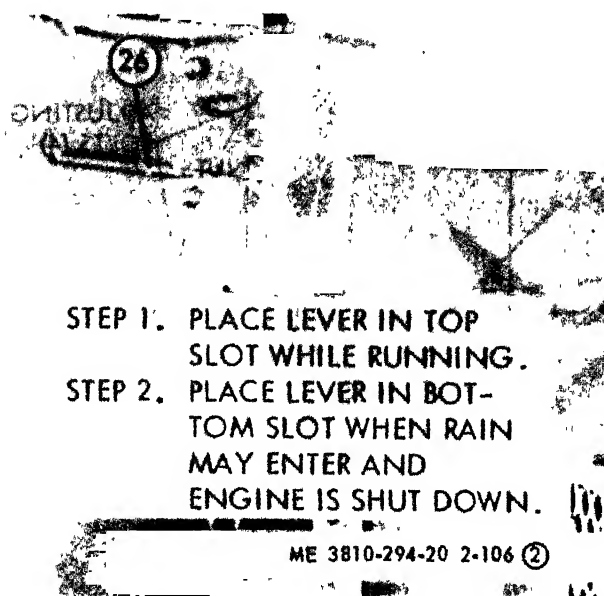 26
STEP 1. PLACE LEVER IN TOP
SLOT WHILE RUNNING.
STEP 2. PLACE LEVER IN BOT-
TOM SLOT WHEN RAIN
MAY ENTER AND
ENGINE IS SHUT DOWN.
ME 3810-294-20 2-106 ②